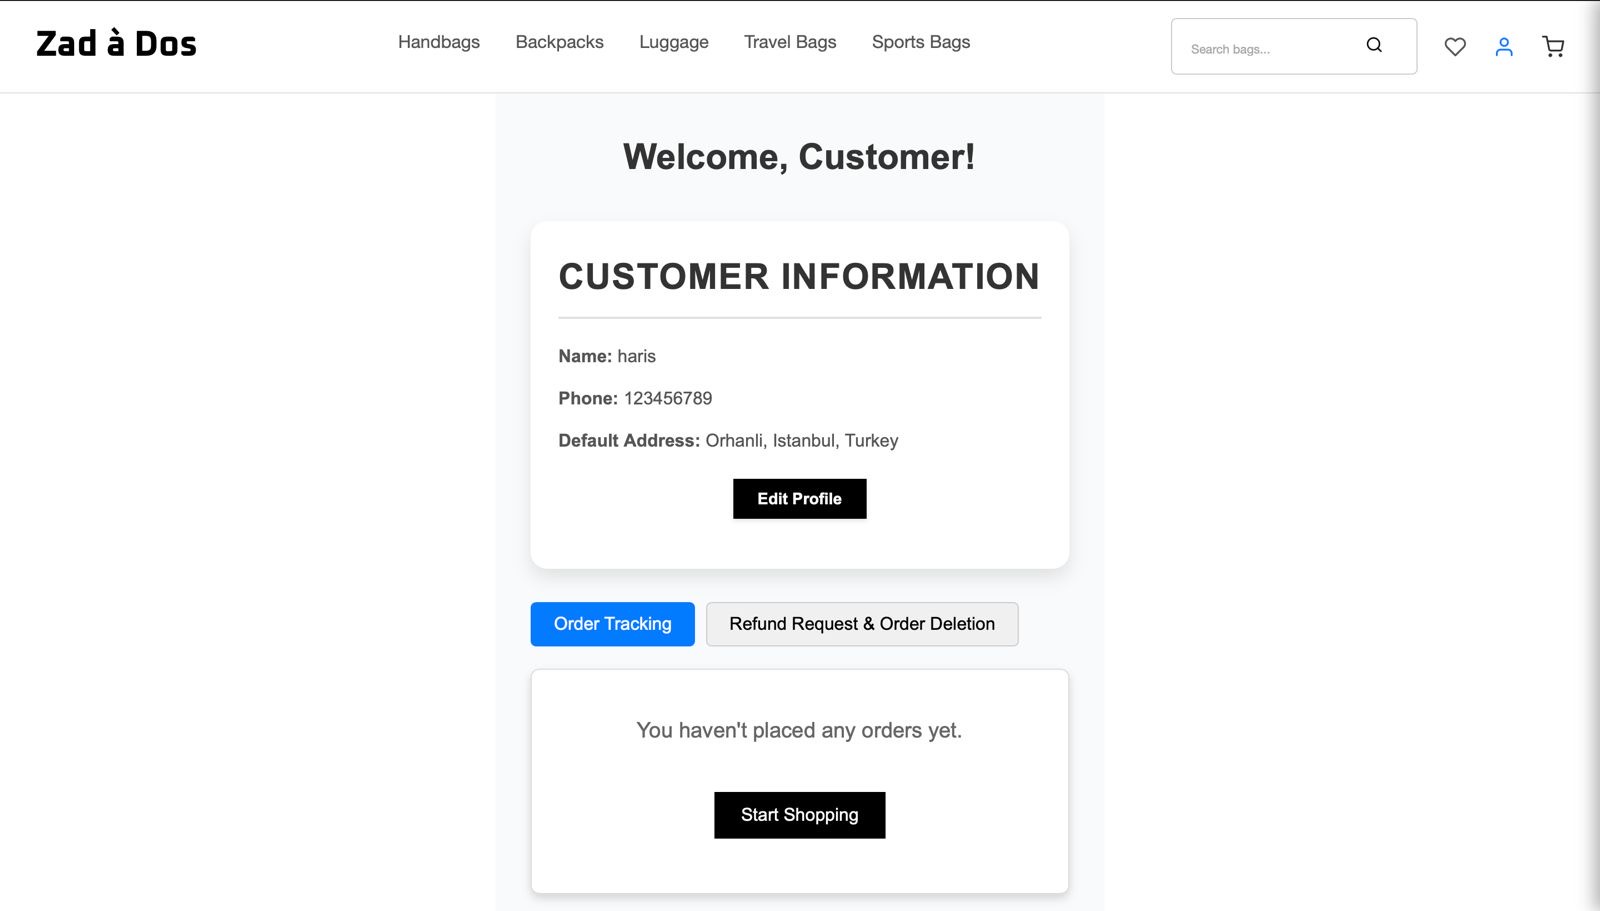 Zad à Dos
Handbags Backpacks Luggage Travel Bags Sports Bags
Search bags...
Welcome, Customer!
CUSTOMER INFORMATION
Name: haris
Phone: 123456789
Default Address: Orhanli, Istanbul, Turkey
Edit Profile
Order Tracking
Refund Request & Order Deletion
You haven't placed any orders yet.
Start Shopping